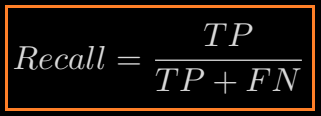 Recall = TP / (TP + FN)